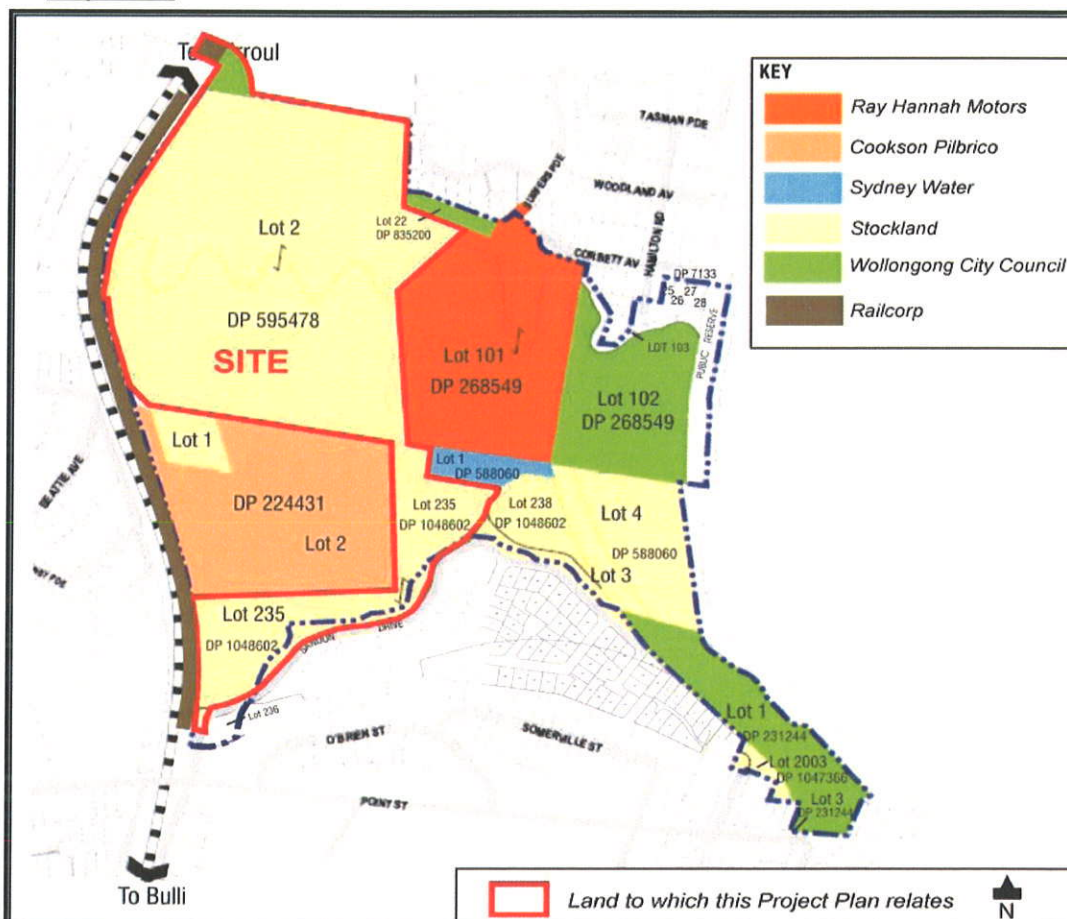 KEY
Ray Hannah Motors
Cookson Pilbrico
Sydney Water
Stockland
Wollongong City Council
Railcorp
TASMAN PDE
WOODLAND AV
HAMILTON RD
CORBETT AV
DP 7133
25 27
26 28
PUBLIC RESERVE
LOT 103
Lot 22
DP 835200
Lot 2
DP 595478
SITE
Lot 101
DP 268549
Lot 102
DP 268549
Lot 1
DP 588060
Lot 1
DP 224431
Lot 2
Lot 235
DP 1048602
Lot 238
DP 1048602
Lot 4
DP 588060
Lot 3
Lot 235
DP 1048602
DRIVE
Lot 236
O'BRIEN ST
SOMERVILLE ST
POINT ST
BEATTIE AVE
Lot 1
DP 231244
Lot 2003
DP 1047366
Lot 3
DP 231244
To Bulli
Land to which this Project Plan relates
N